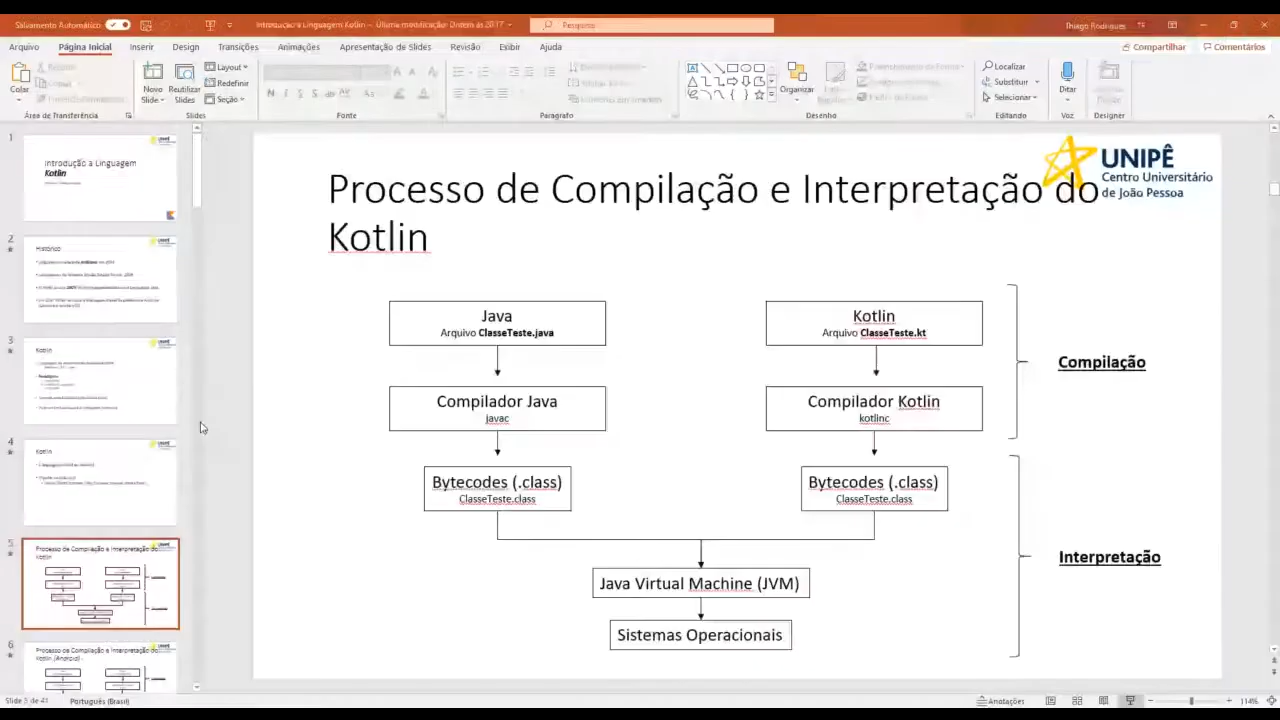 Salvamento Automático
Introdução a Linguagem Kotlin
Pesquisar
Thiago Rodrigues
Arquivo
Página Inicial
Inserir
Design
Transições
Animações
Apresentação de Slides
Revisão
Exibir
Ajuda
Compartilhar
Comentários
Colar
Novo Slide
Reutilizar Slides
Layout
Redefinir
Seção
Organizar
Localizar
Substituir
Selecionar
Ditar
Área de Transferência
Slides
Fonte
Parágrafo
Desenho
Editando
Voz
Designer
1
Introdução a Linguagem
Kotlin
2
Histórico
3
Kotlin
4
Kotlin
5
Processo de Compilação e Interpretação do
Kotlin
6
Processo de Compilação e Interpretação do
Kotlin (Android)
UNIPÊ
Centro Universitário
de João Pessoa
Processo de Compilação e Interpretação do
Kotlin
Java
Arquivo ClasseTeste.java
Kotlin
Arquivo ClasseTeste.kt
Compilação
Compilador Java
javac
Compilador Kotlin
kotlinc
Bytecodes (.class)
ClasseTeste.class
Bytecodes (.class)
ClasseTeste.class
Interpretação
Java Virtual Machine (JVM)
Sistemas Operacionais
Slide 5 de 41
Português (Brasil)
Anotações
114%